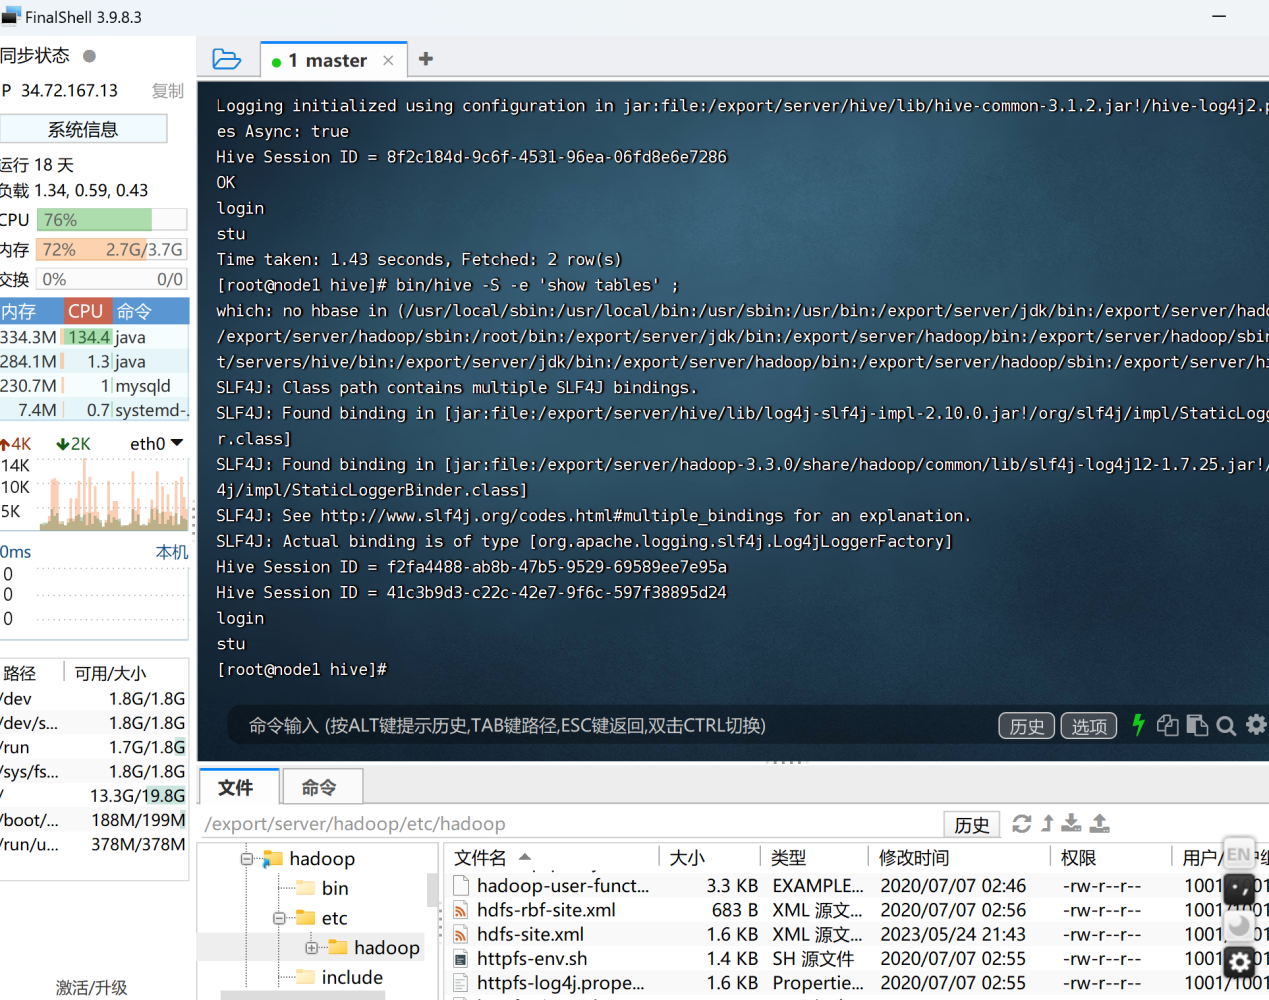 FinalShell 3.9.8.3
同步状态
P 34.72.167.13 复制
系统信息
运行 18 天
负载 1.34, 0.59, 0.43
CPU 76%
内存 72% 2.7G/3.7G
交换 0% 0/0
内存 CPU 命令
334.3M 134.4 java
284.1M 1.3 java
230.7M 1 mysqld
7.4M 0.7 systemd-.
4K 2K eth0
14K
10K
5K
0ms 本机
0
0
0
路径 可用/大小
/dev 1.8G/1.8G
/dev/s... 1.8G/1.8G
/run 1.7G/1.8G
/sys/fs... 1.8G/1.8G
/ 13.3G/19.8G
/boot/... 188M/199M
/run/u... 378M/378M
激活/升级
1 master
Logging initialized using configuration in jar:file:/export/server/hive/lib/hive-common-3.1.2.jar!/hive-log4j2.p
es Async: true
Hive Session ID = 8f2c184d-9c6f-4531-96ea-06fd8e6e7286
OK
login
stu
Time taken: 1.43 seconds, Fetched: 2 row(s)
[root@node1 hive]# bin/hive -S -e 'show tables' ;
which: no hbase in (/usr/local/sbin:/usr/local/bin:/usr/sbin:/usr/bin:/export/server/jdk/bin:/export/server/hado
/export/server/hadoop/sbin:/root/bin:/export/server/jdk/bin:/export/server/hadoop/bin:/export/server/hadoop/sbin
t/servers/hive/bin:/export/server/jdk/bin:/export/server/hadoop/bin:/export/server/hadoop/sbin:/export/server/hi
SLF4J: Class path contains multiple SLF4J bindings.
SLF4J: Found binding in [jar:file:/export/server/hive/lib/log4j-slf4j-impl-2.10.0.jar!/org/slf4j/impl/StaticLogg
r.class]
SLF4J: Found binding in [jar:file:/export/server/hadoop-3.3.0/share/hadoop/common/lib/slf4j-log4j12-1.7.25.jar!/
4j/impl/StaticLoggerBinder.class]
SLF4J: See http://www.slf4j.org/codes.html#multiple_bindings for an explanation.
SLF4J: Actual binding is of type [org.apache.logging.slf4j.Log4jLoggerFactory]
Hive Session ID = f2fa4488-ab8b-47b5-9529-69589ee7e95a
Hive Session ID = 41c3b9d3-c22c-42e7-9f6c-597f38895d24
login
stu
[root@node1 hive]#
命令输入 (按ALT键提示历史,TAB键路径,ESC键返回,双击CTRL切换) 历史 选项
文件 命令
/export/server/hadoop/etc/hadoop 历史
hadoop
bin
etc
hadoop
include
文件名 大小 类型 修改时间 权限 用户/
hadoop-user-funct... 3.3 KB EXAMPLE... 2020/07/07 02:46 -rw-r--r-- 1001/1001
hdfs-rbf-site.xml 683 B XML 源文... 2020/07/07 02:56 -rw-r--r-- 1001/1001
hdfs-site.xml 1.6 KB XML 源文... 2023/05/24 21:43 -rw-r--r-- 1001/1001
httpfs-env.sh 1.4 KB SH 源文件 2020/07/07 02:55 -rw-r--r-- 1001/1001
httpfs-log4j.prope... 1.6 KB Propertie... 2020/07/07 02:55 -rw-r--r-- 1001/1001
EN